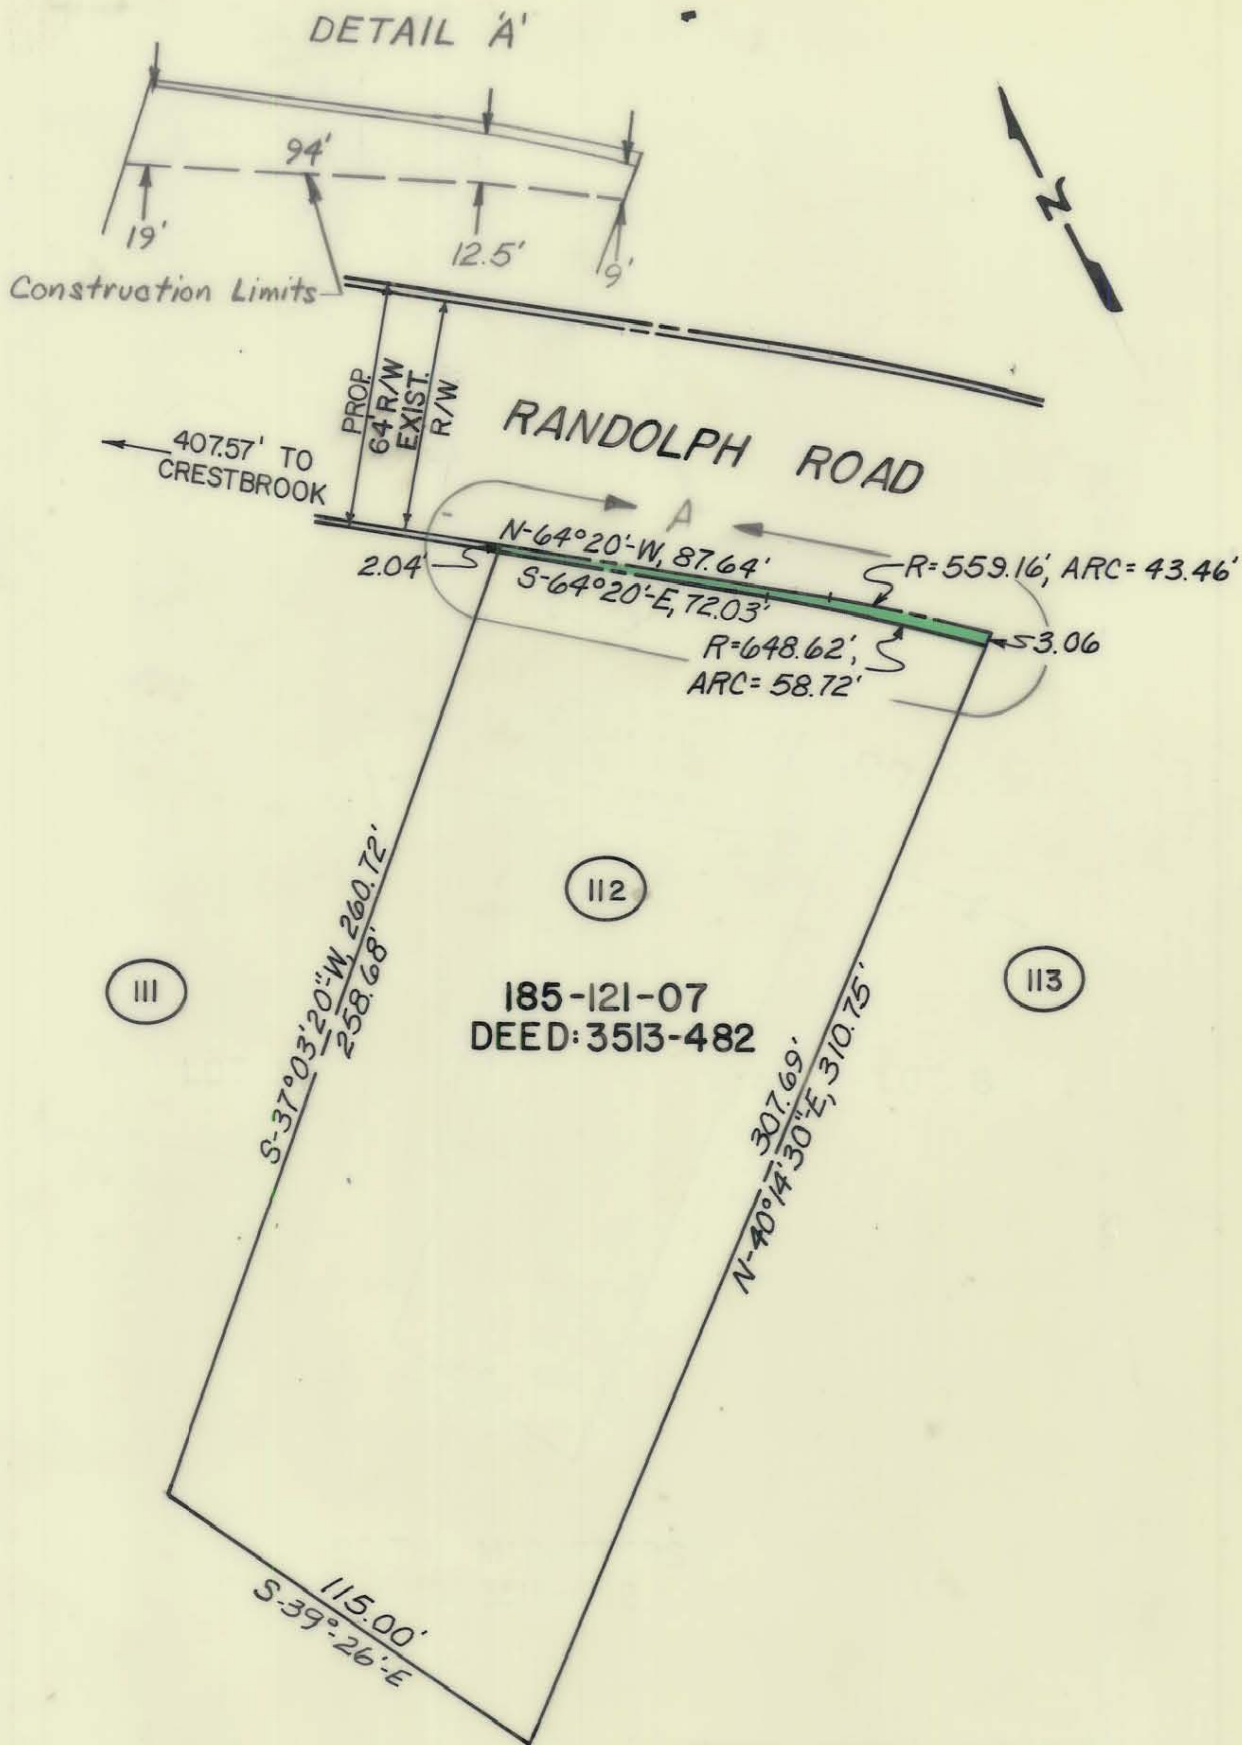 DETAIL 'A'
94'
19'
12.5'
9'
Construction Limits
PROP.
64' R/W
EXIST.
R/W
RANDOLPH ROAD
407.57' TO
CRESTBROOK
A
N
2.04'
N-64°20'-W, 87.64'
S-64°20'-E, 72.03'
R=559.16', ARC=43.46'
R=648.62',
ARC=58.72'
3.06
112
111
113
S-37°03'20"-W, 260.72'
258.68'
185-121-07
DEED: 3513-482
307.69'
N-40°14'30"-E, 310.75'
115.00'
S-39°-26'-E